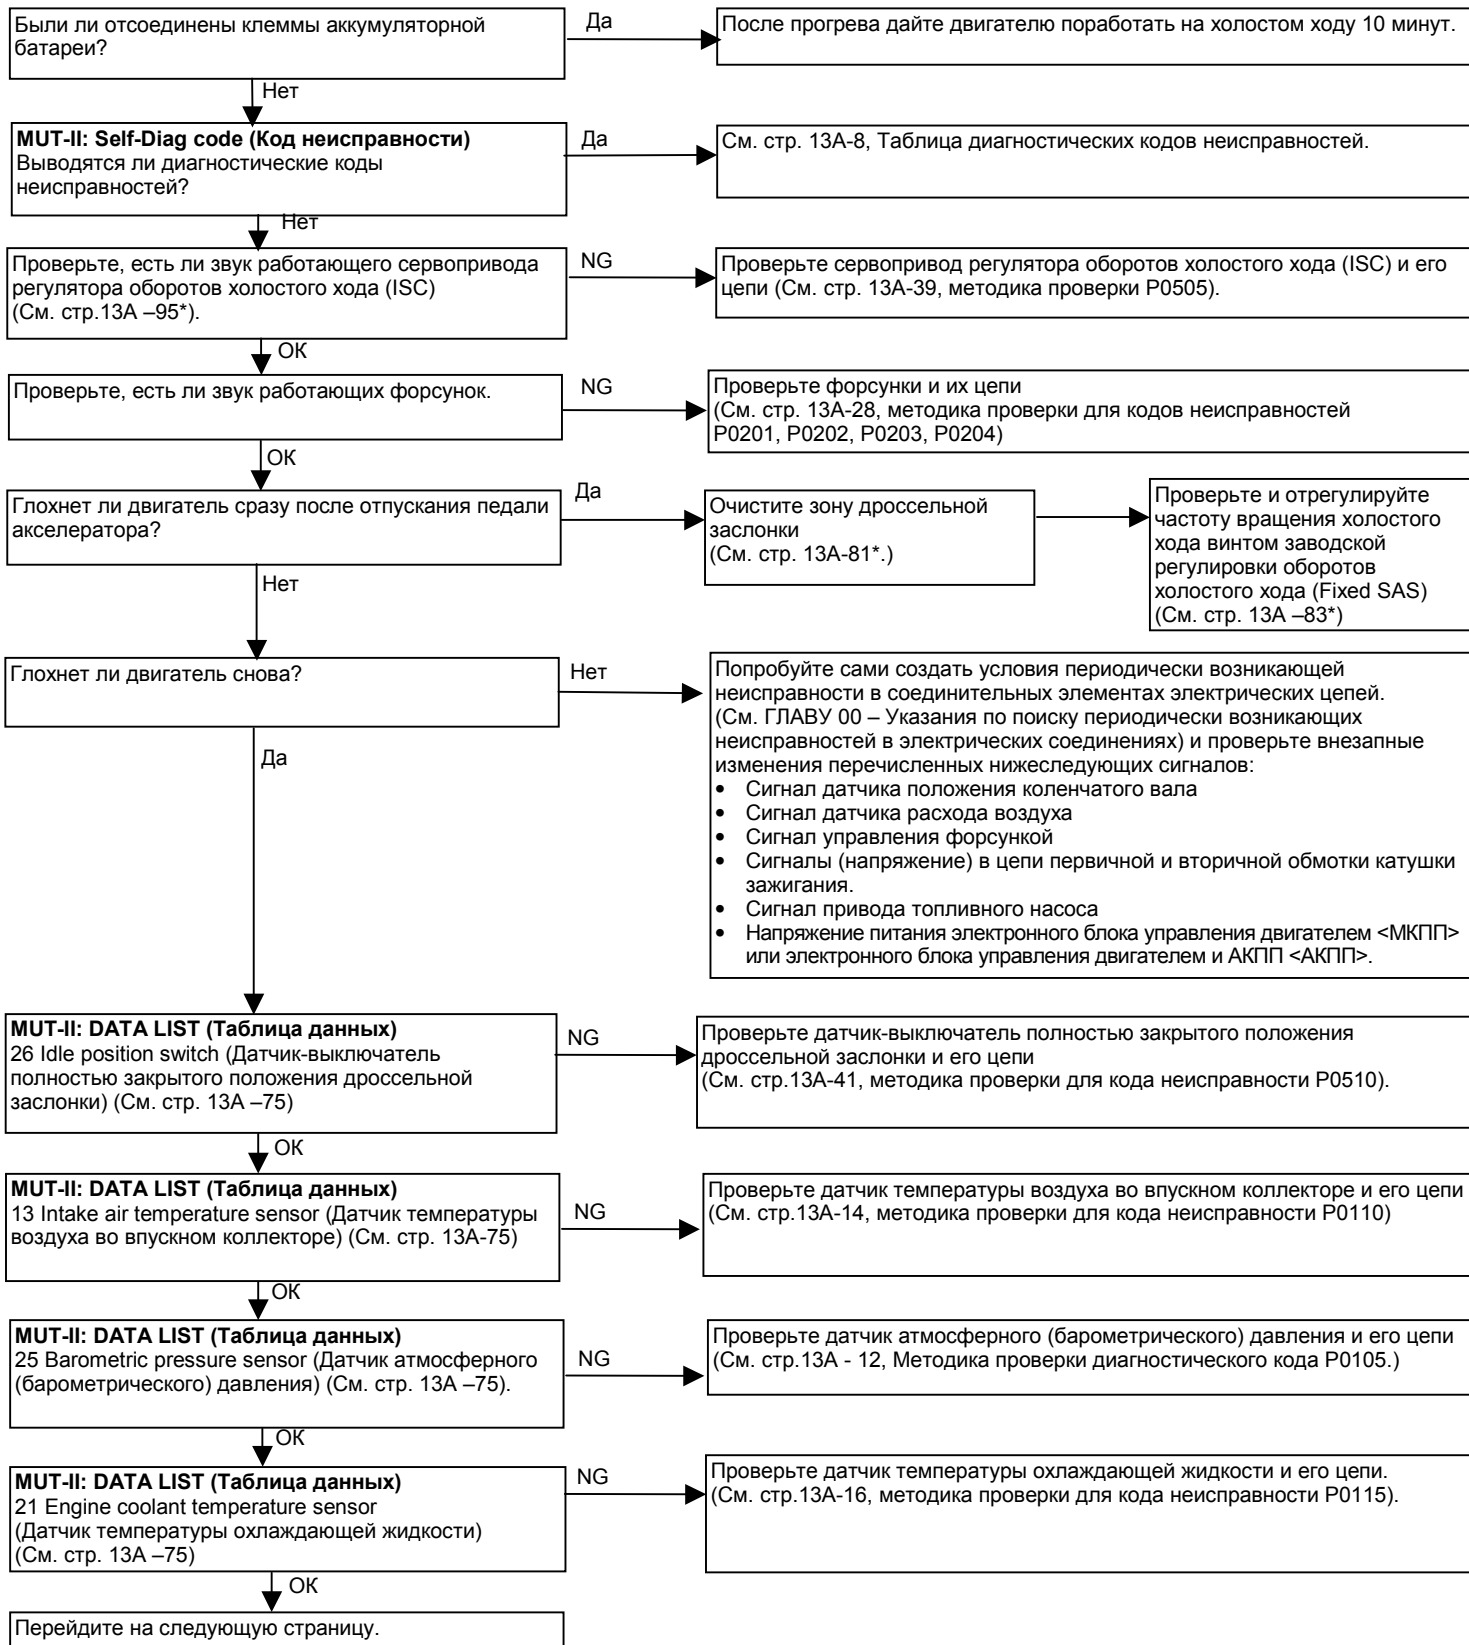 Были ли отсоединены клеммы аккумуляторной
батареи?
Да
После прогрева дайте двигателю поработать на холостом ходу 10 минут.
Нет
MUT-II: Self-Diag code (Код неисправности)
Выводятся ли диагностические коды
неисправностей?
Да
См. стр. 13А-8, Таблица диагностических кодов неисправностей.
Нет
Проверьте, есть ли звук работающего сервопривода
регулятора оборотов холостого хода (ISC)
(См. стр.13А –95*).
NG
Проверьте сервопривод регулятора оборотов холостого хода (ISC) и его
цепи (См. стр. 13А-39, методика проверки P0505).
ОК
Проверьте, есть ли звук работающих форсунок.
NG
Проверьте форсунки и их цепи
(См. стр. 13А-28, методика проверки для кодов неисправностей
P0201, P0202, P0203, P0204)
ОК
Глохнет ли двигатель сразу после отпускания педали
акселератора?
Да
Очистите зону дроссельной
заслонки
(См. стр. 13А-81*.)
Проверьте и отрегулируйте
частоту вращения холостого
хода винтом заводской
регулировки оборотов
холостого хода (Fixed SAS)
(См. стр. 13А –83*)
Нет
Глохнет ли двигатель снова?
Нет
Попробуйте сами создать условия периодически возникающей
неисправности в соединительных элементах электрических цепей.
(См. ГЛАВУ 00 – Указания по поиску периодически возникающих
неисправностей в электрических соединениях) и проверьте внезапные
изменения перечисленных нижеследующих сигналов:
• Сигнал датчика положения коленчатого вала
• Сигнал датчика расхода воздуха
• Сигнал управления форсункой
• Сигналы (напряжение) в цепи первичной и вторичной обмотки катушки
зажигания.
• Сигнал привода топливного насоса
• Напряжение питания электронного блока управления двигателем <МКПП>
или электронного блока управления двигателем и АКПП <АКПП>.
Да
MUT-II: DATA LIST (Таблица данных)
26 Idle position switch (Датчик-выключатель
полностью закрытого положения дроссельной
заслонки) (См. стр. 13А –75)
NG
Проверьте датчик-выключатель полностью закрытого положения
дроссельной заслонки и его цепи
(См. стр.13А-41, методика проверки для кода неисправности P0510).
ОК
MUT-II: DATA LIST (Таблица данных)
13 Intake air temperature sensor (Датчик температуры
воздуха во впускном коллекторе) (См. стр. 13А-75)
NG
Проверьте датчик температуры воздуха во впускном коллекторе и его цепи
(См. стр.13А-14, методика проверки для кода неисправности P0110)
ОК
MUT-II: DATA LIST (Таблица данных)
25 Barometric pressure sensor (Датчик атмосферного
(барометрического) давления) (См. стр. 13А –75).
NG
Проверьте датчик атмосферного (барометрического) давления и его цепи
(См. стр.13А - 12, Методика проверки диагностического кода P0105.)
ОК
MUT-II: DATA LIST (Таблица данных)
21 Engine coolant temperature sensor
(Датчик температуры охлаждающей жидкости)
(См. стр. 13А –75)
NG
Проверьте датчик температуры охлаждающей жидкости и его цепи.
(См. стр.13А-16, методика проверки для кода неисправности P0115).
ОК
Перейдите на следующую страницу.